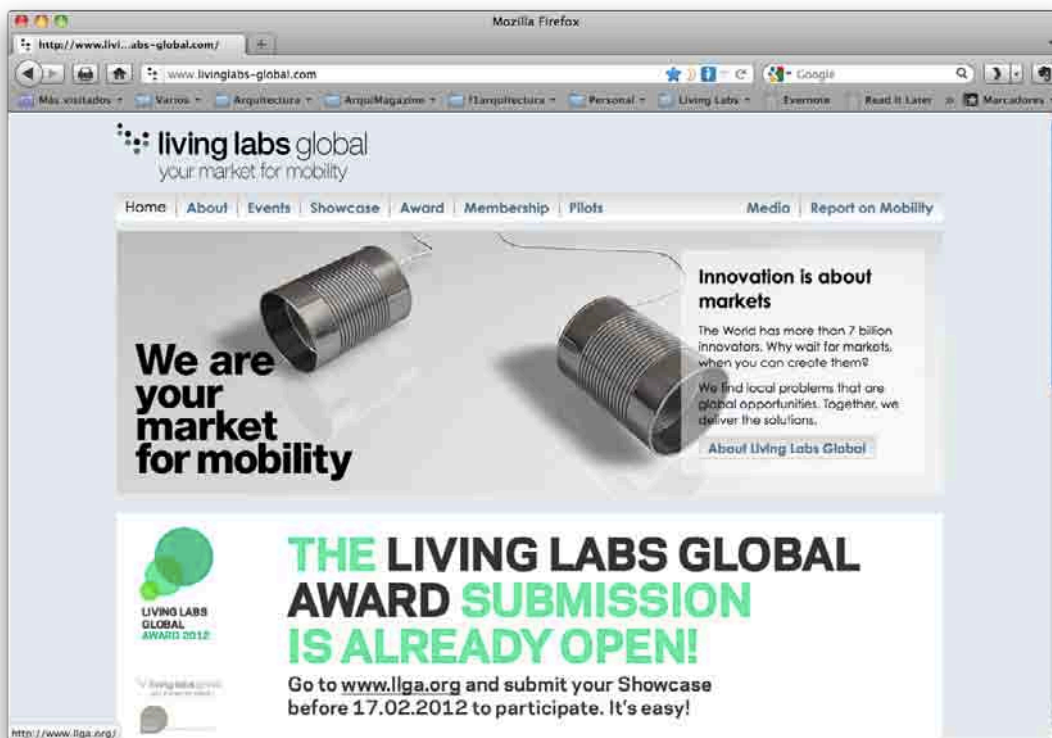 Mozilla Firefox
http://www.livi...abs-global.com/
www.livinglabs-global.com
Google
Más visitados
Varios
Arquitectura
ArquiMagazine
11arquitectura
Personal
Living Labs
Evernote
Read It Later
Marcadores
living labs global
your market for mobility
Home
About
Events
Showcase
Award
Membership
Pilots
Media
Report on Mobility
We are
your
market
for mobility
Innovation is about
markets
The World has more than 7 billion
innovators. Why wait for markets,
when you can create them?
We find local problems that are
global opportunities. Together, we
deliver the solutions.
About Living Labs Global
LIVING LABS
GLOBAL
AWARD 2012
THE LIVING LABS GLOBAL
AWARD SUBMISSION
IS ALREADY OPEN!
Go to www.llga.org and submit your Showcase
before 17.02.2012 to participate. It's easy!
living labs global
http://www.llga.org/